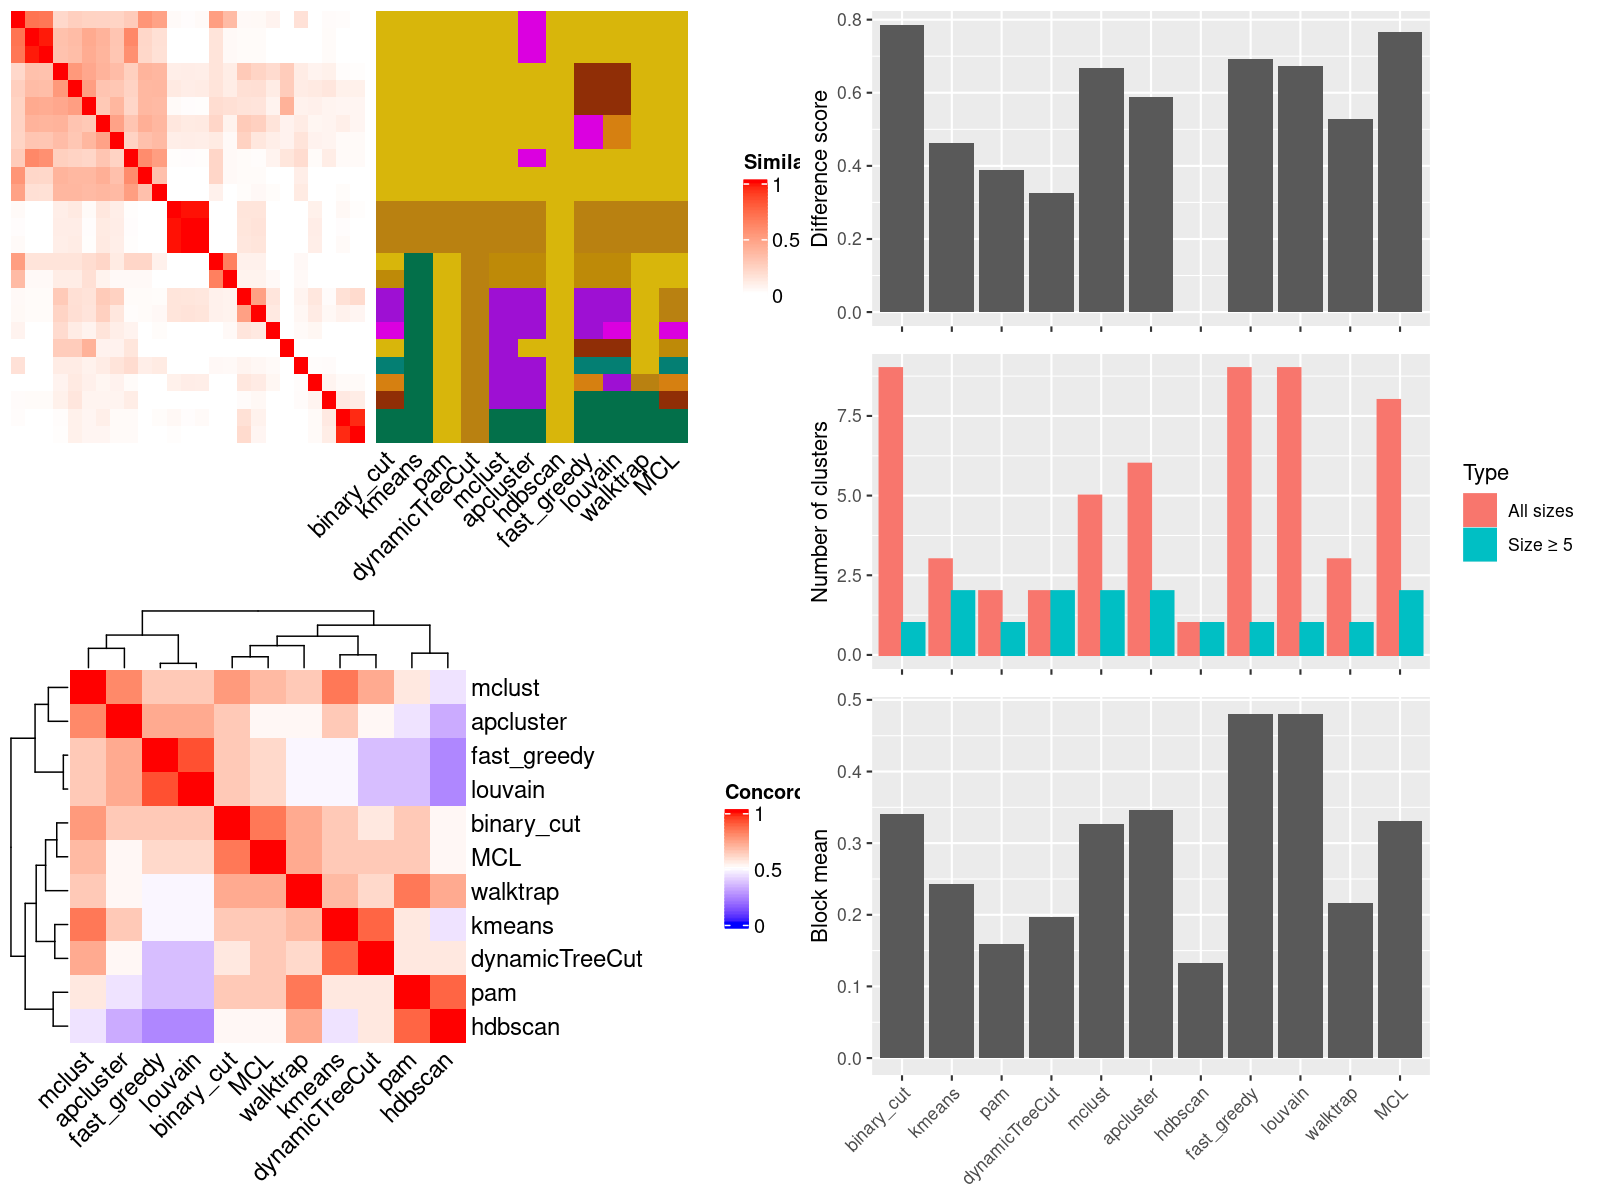 Simila
1
0.5
0
binary_cut
kmeans
pam
dynamicTreeCut
mclust
apcluster
hdbscan
fast_greedy
louvain
walktrap
MCL
mclust
apcluster
fast_greedy
louvain
binary_cut
MCL
walktrap
kmeans
dynamicTreeCut
pam
hdbscan
Concord
1
0.5
0
mclust
apcluster
fast_greedy
louvain
binary_cut
MCL
walktrap
kmeans
dynamicTreeCut
pam
hdbscan
Difference score
0.8
0.6
0.4
0.2
0.0
Number of clusters
7.5
5.0
2.5
0.0
Type
All sizes
Size ≥ 5
Block mean
0.5
0.4
0.3
0.2
0.1
0.0
binary_cut
kmeans
pam
dynamicTreeCut
mclust
apcluster
hdbscan
fast_greedy
louvain
walktrap
MCL